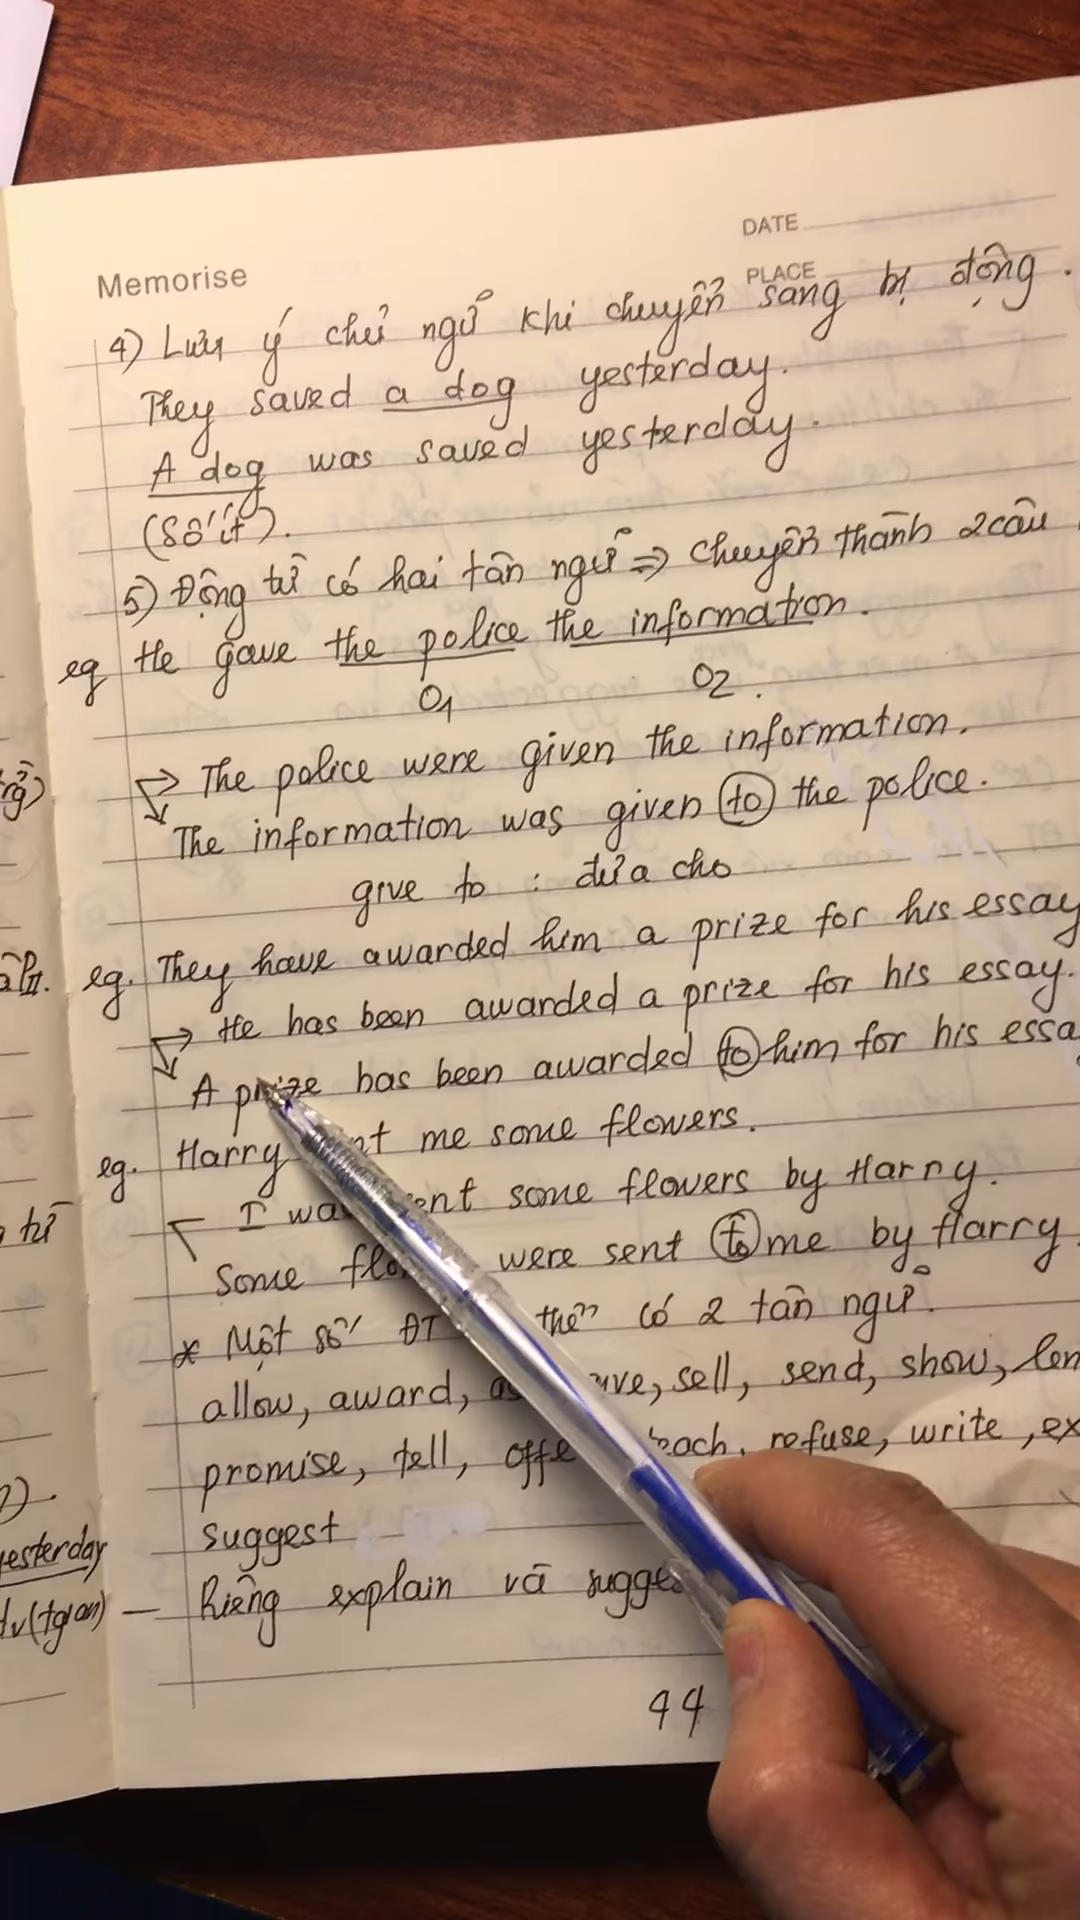 DATE
Memorise
PLACE
4) Lưu ý chủ ngữ khi chuyển sang bị động.
They saved a dog yesterday.
A dog was saved yesterday.
(số ít).
5) Động từ có hai tân ngữ => chuyển thành 2 câu
eg He gave the police the information.
O1 O2.
The police were given the information.
The information was given to the police.
give to : đưa cho
eg. They have awarded him a prize for his essay
He has been awarded a prize for his essay.
A prize has been awarded to him for his
eg. Harry me some flowers.
I some flowers by Harry.
Some were sent to me by Harry.
* Một số ĐT thể có 2 tân ngữ.
allow, award, sell, send, show,
promise, tell, teach, refuse, write,
suggest
yesterday
- Riêng explain và
44